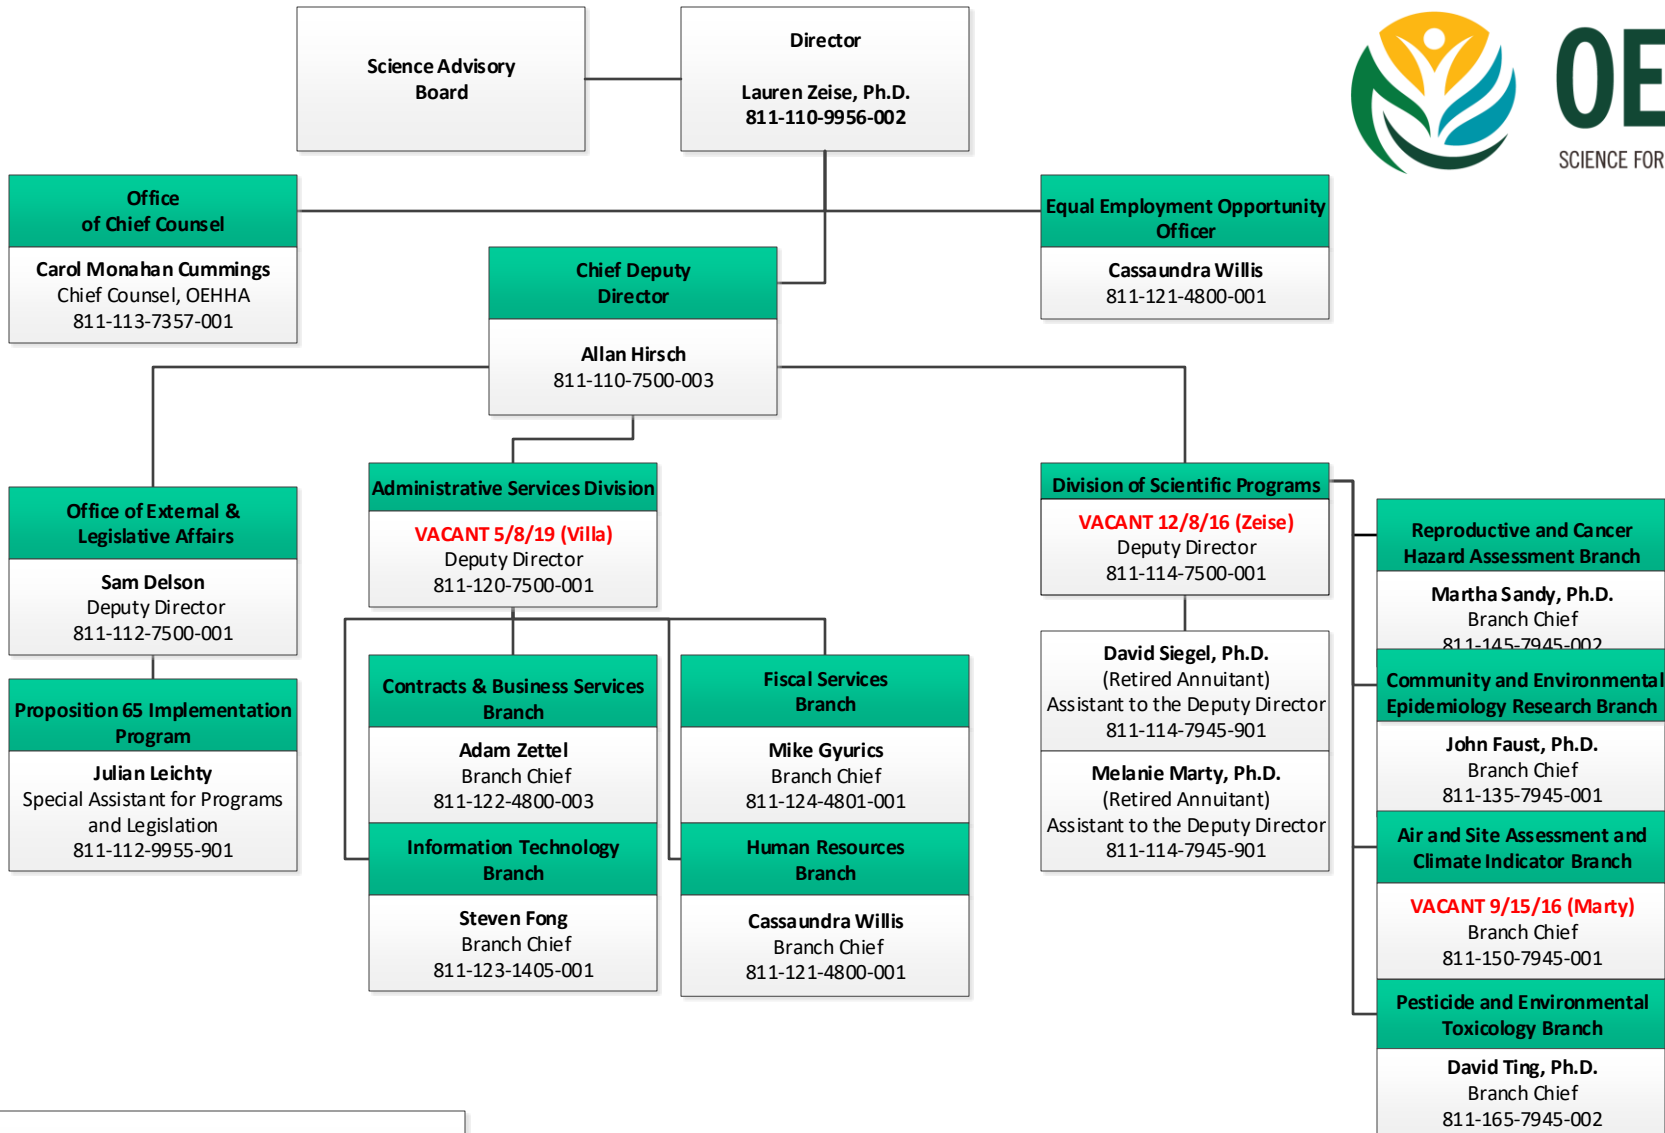 Science Advisory
Board
Director
Lauren Zeise, Ph.D.
811-110-9956-002
OE
SCIENCE FOR
Office
of Chief Counsel
Carol Monahan Cummings
Chief Counsel, OEHHA
811-113-7357-001
Equal Employment Opportunity
Officer
Cassaundra Willis
811-121-4800-001
Chief Deputy
Director
Allan Hirsch
811-110-7500-003
Office of External &
Legislative Affairs
Sam Delson
Deputy Director
811-112-7500-001
Proposition 65 Implementation
Program
Julian Leichty
Special Assistant for Programs
and Legislation
811-112-9955-901
Administrative Services Division
VACANT 5/8/19 (Villa)
Deputy Director
811-120-7500-001
Contracts & Business Services
Branch
Adam Zettel
Branch Chief
811-122-4800-003
Information Technology
Branch
Steven Fong
Branch Chief
811-123-1405-001
Fiscal Services
Branch
Mike Gyurics
Branch Chief
811-124-4801-001
Human Resources
Branch
Cassaundra Willis
Branch Chief
811-121-4800-001
Division of Scientific Programs
VACANT 12/8/16 (Zeise)
Deputy Director
811-114-7500-001
David Siegel, Ph.D.
(Retired Annuitant)
Assistant to the Deputy Director
811-114-7945-901
Melanie Marty, Ph.D.
(Retired Annuitant)
Assistant to the Deputy Director
811-114-7945-901
Reproductive and Cancer
Hazard Assessment Branch
Martha Sandy, Ph.D.
Branch Chief
811-145-7945-002
Community and Environmental
Epidemiology Research Branch
John Faust, Ph.D.
Branch Chief
811-135-7945-001
Air and Site Assessment and
Climate Indicator Branch
VACANT 9/15/16 (Marty)
Branch Chief
811-150-7945-001
Pesticide and Environmental
Toxicology Branch
David Ting, Ph.D.
Branch Chief
811-165-7945-002